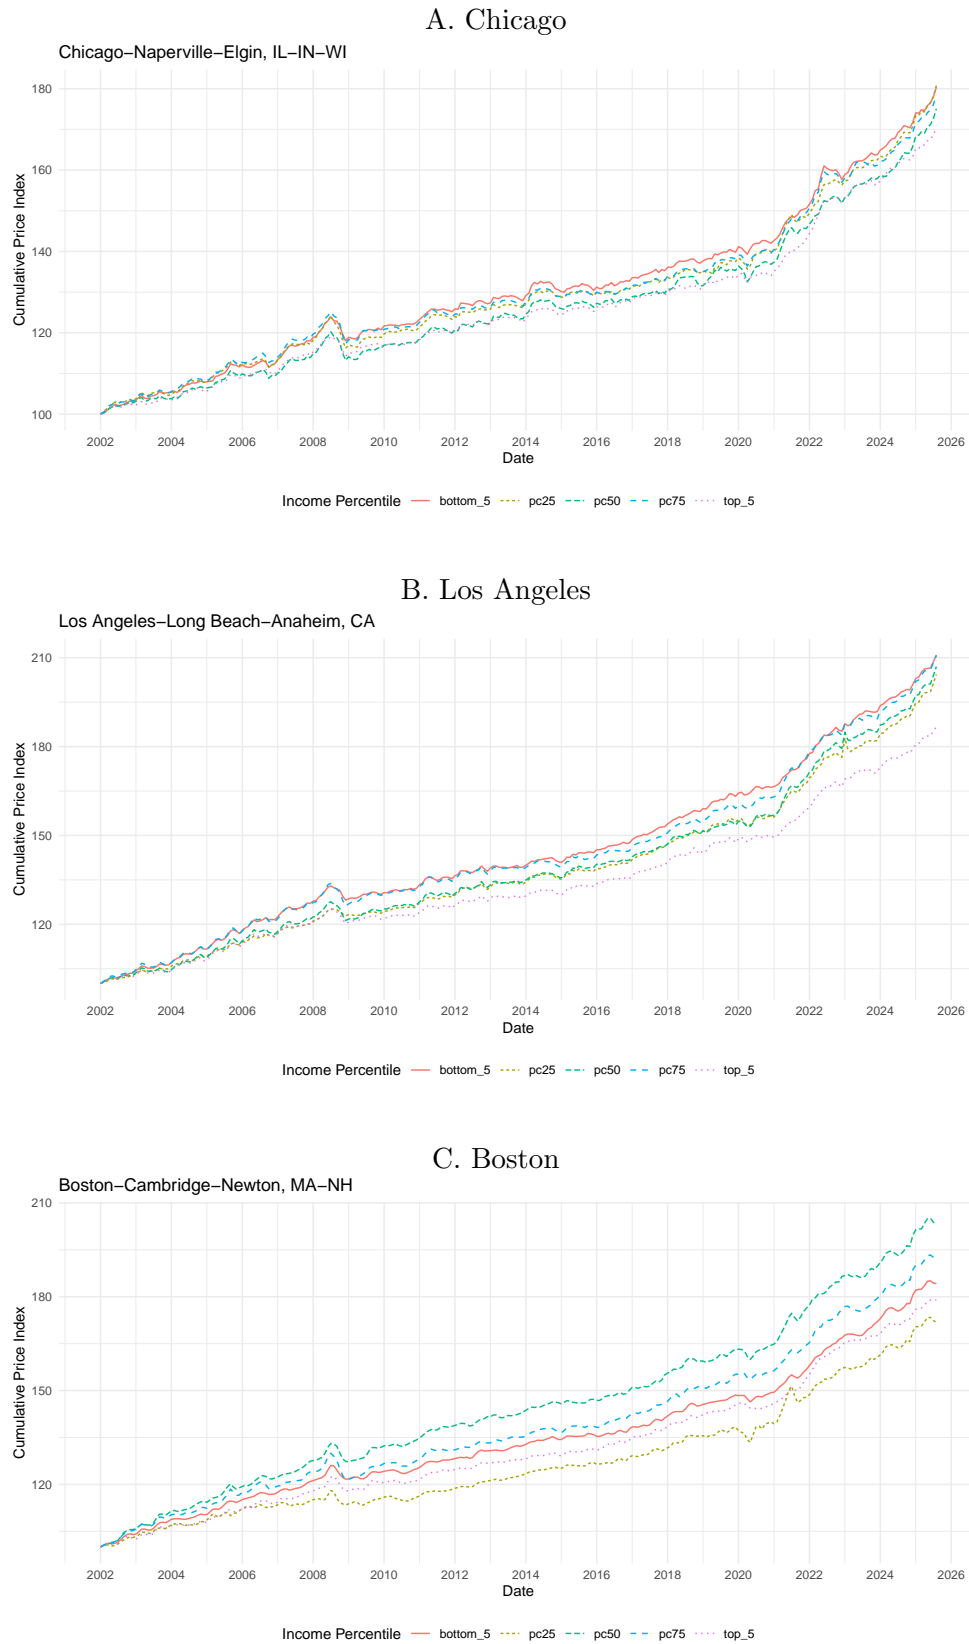 A. Chicago
Chicago−Naperville−Elgin, IL−IN−WI
180
160
140
120
100
Cumulative Price Index
2002 2004 2006 2008 2010 2012 2014 2016 2018 2020 2022 2024 2026
Date
Income Percentile bottom_5 pc25 pc50 pc75 top_5
B. Los Angeles
Los Angeles−Long Beach−Anaheim, CA
210
180
150
120
Cumulative Price Index
2002 2004 2006 2008 2010 2012 2014 2016 2018 2020 2022 2024 2026
Date
Income Percentile bottom_5 pc25 pc50 pc75 top_5
C. Boston
Boston−Cambridge−Newton, MA−NH
210
180
150
120
Cumulative Price Index
2002 2004 2006 2008 2010 2012 2014 2016 2018 2020 2022 2024 2026
Date
Income Percentile bottom_5 pc25 pc50 pc75 top_5